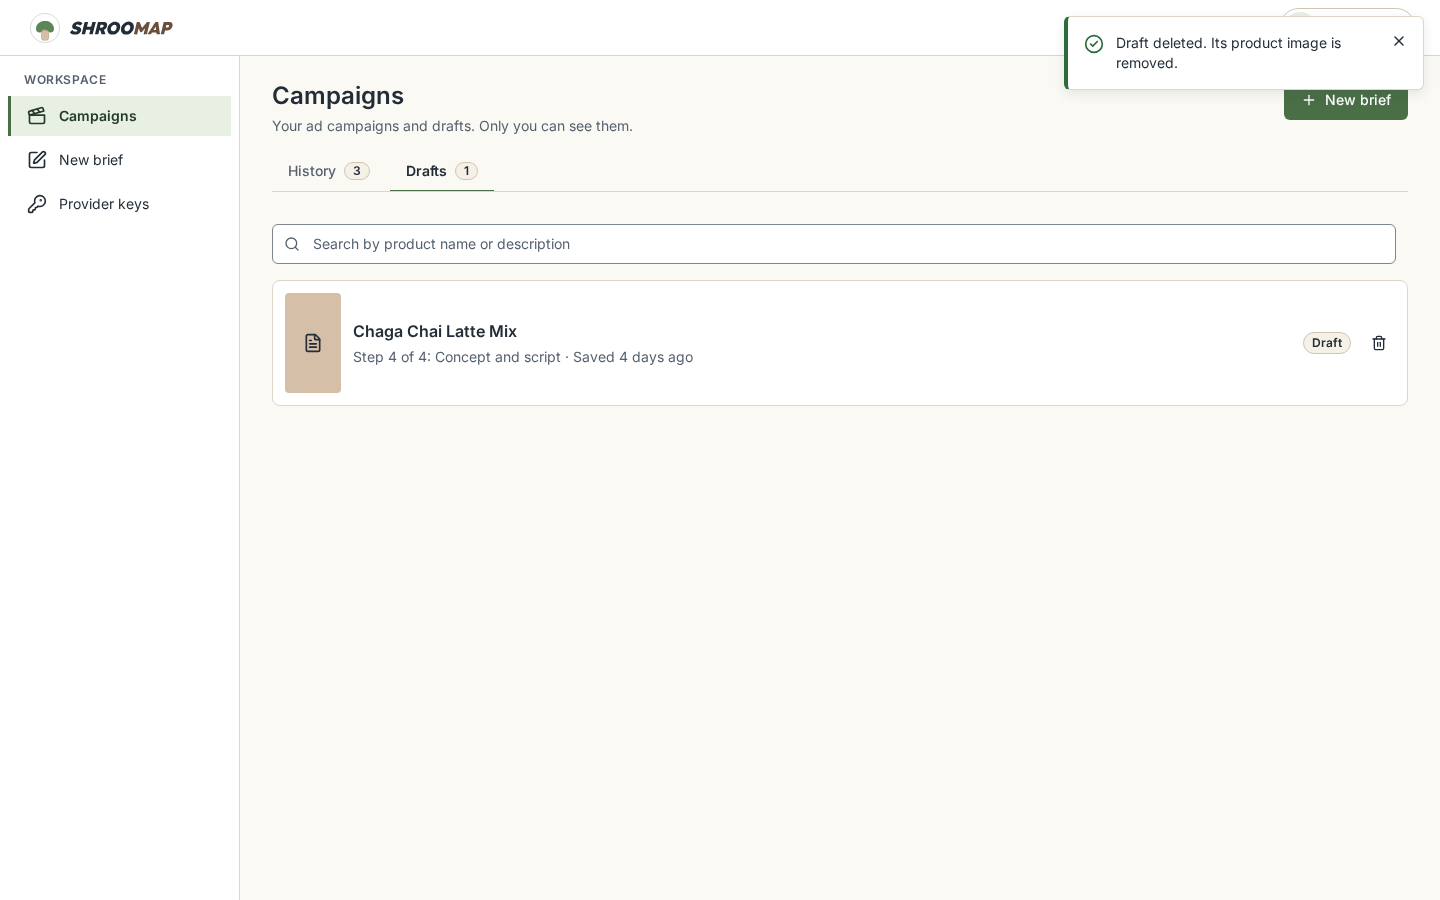 SHROOMAP
Draft deleted. Its product image is
removed.
WORKSPACE
Campaigns
New brief
Provider keys
Campaigns
Your ad campaigns and drafts. Only you can see them.
New brief
History 3
Drafts 1
Search by product name or description
Chaga Chai Latte Mix
Step 4 of 4: Concept and script · Saved 4 days ago
Draft